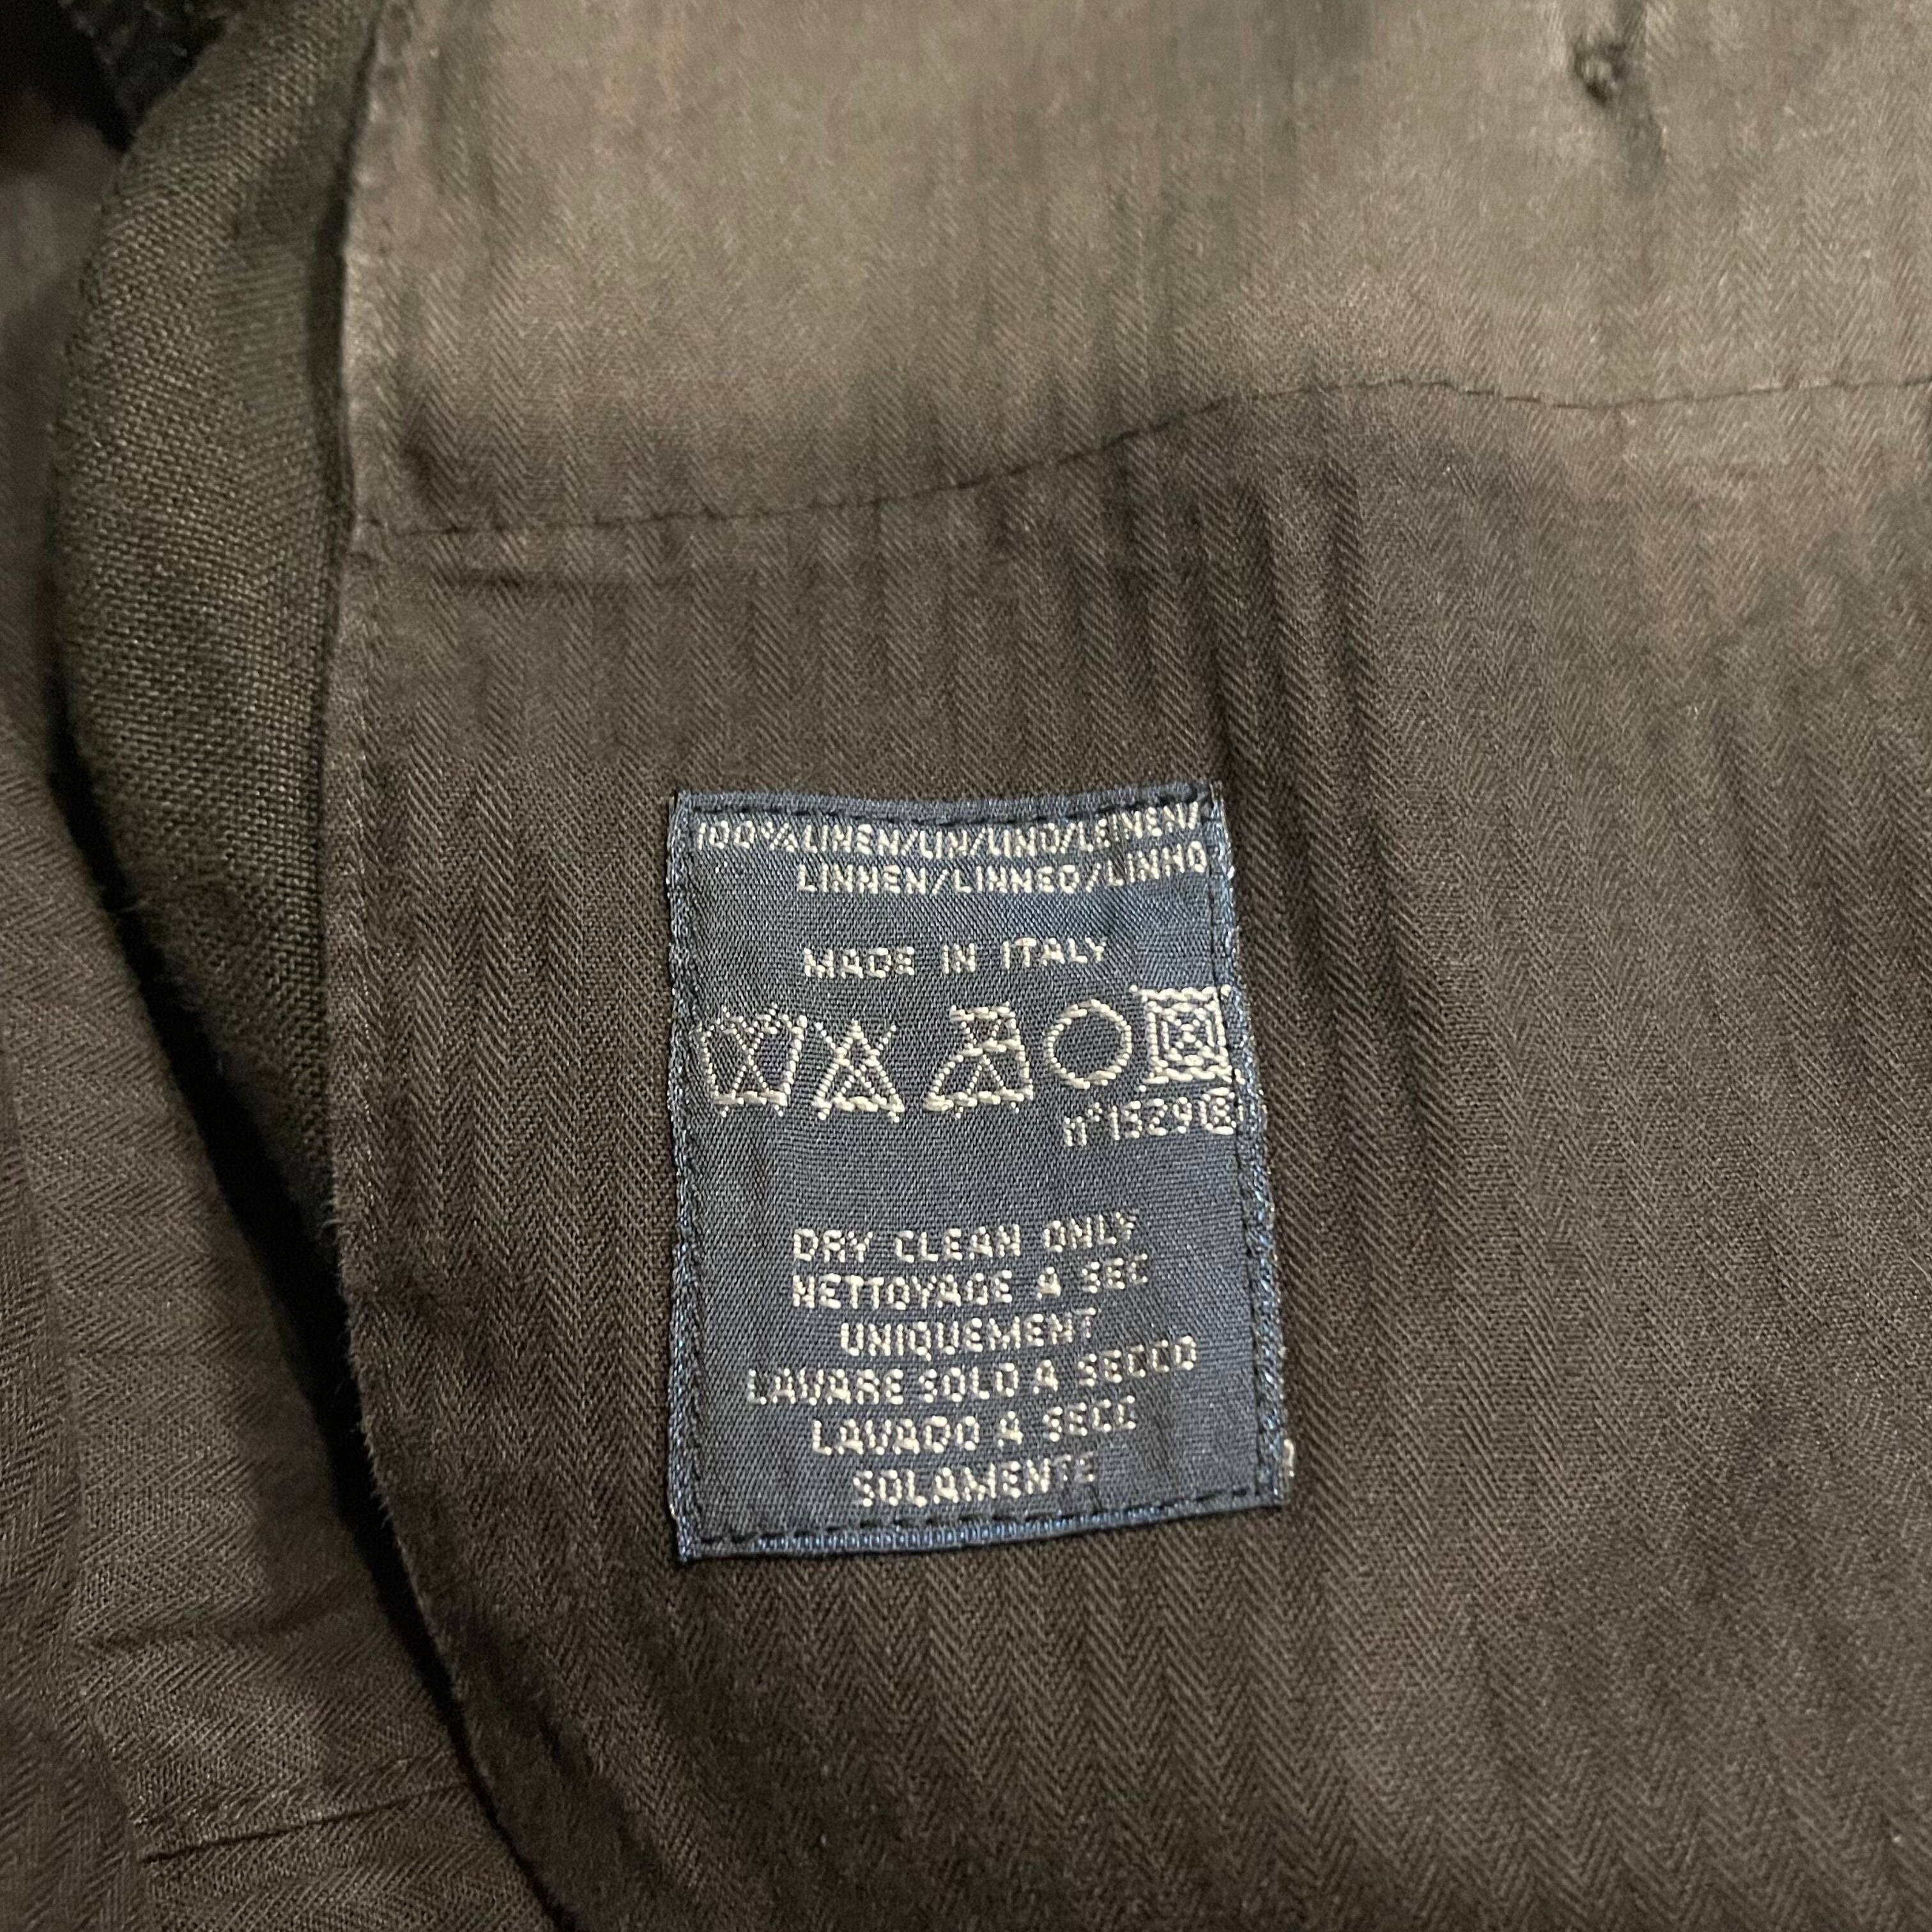 100%LINEN/LIN/LINO/LEINEN/
LINNEN/LINNEO/LINHO
MADE IN ITALY
DRY CLEAN ONLY
NETTOYAGE A SEC
UNIQUEMENT
LAVARE SOLO A SECCO
LAVADO A SECO
SOLAMENTE